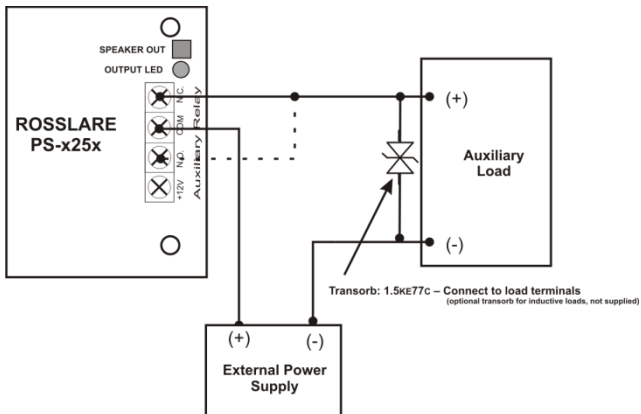 SPEAKER OUT
OUTPUT LED
ROSSLARE
PS-x25x
N.C.
COM
N.O.
+12V
Auxiliary Relay
(+)
Auxiliary
Load
(-)
Transorb: 1.5KE77C – Connect to load terminals
(optional transorb for inductive loads, not supplied)
(+)
(-)
External Power
Supply